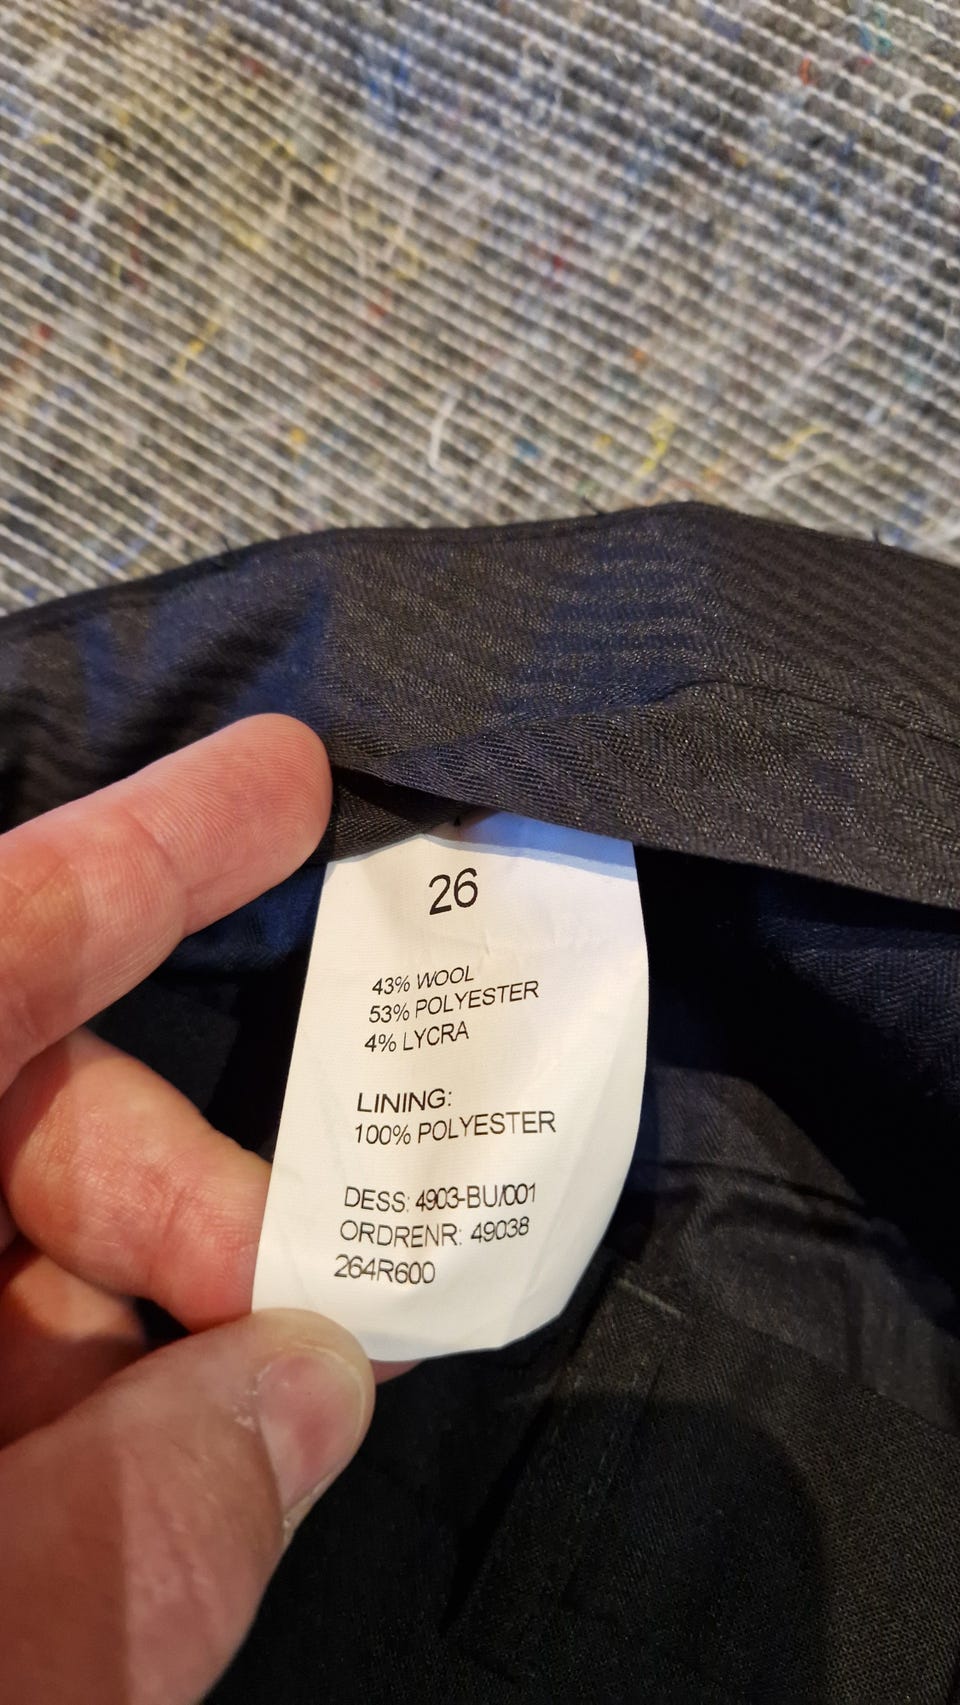 26
43% WOOL
53% POLYESTER
4% LYCRA
LINING:
100% POLYESTER
DESS: 4903-BU/001
ORDRENR: 49038
264R600